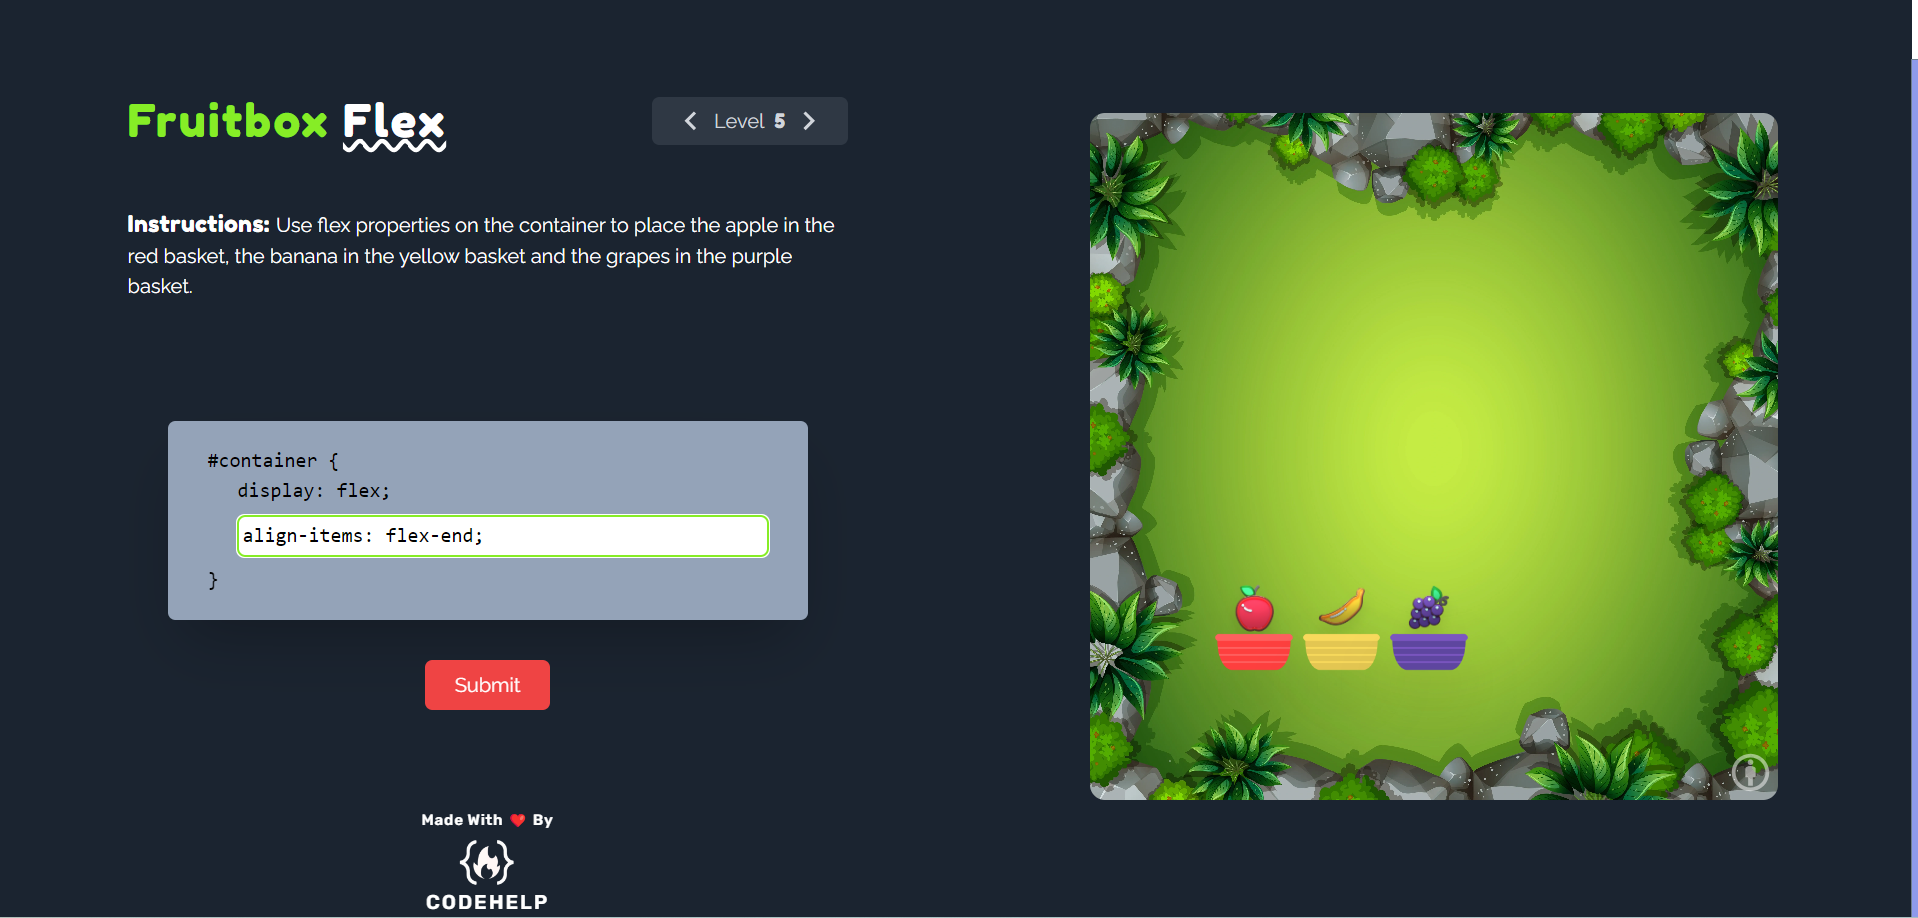 Fruitbox Flex
Level 5
Instructions: Use flex properties on the container to place the apple in the
red basket, the banana in the yellow basket and the grapes in the purple
basket.
#container {
display: flex;
align-items: flex-end;
}
Submit
Made With ❤️ By
CODEHELP